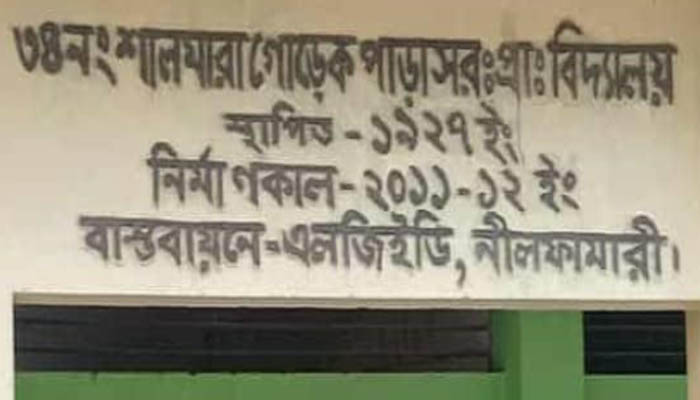 ৩৪নং শালমারা গোড়েক পাড়া সরঃ প্রাঃ বিদ্যালয়
স্থাপিত - ১৯২৭ ইং
নির্মাণকাল - ২০১১-১২ ইং
বাস্তবায়নে - এলজিইডি, নীলফামারী।